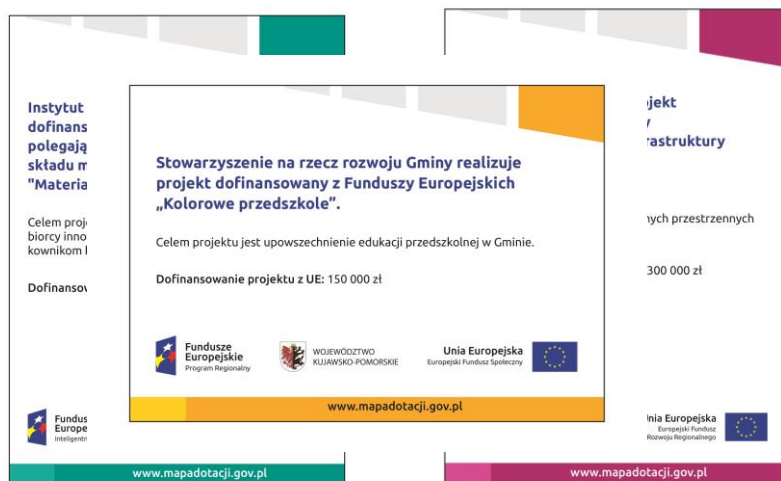 Instytut
dofinans
polegają
składu m
"Materia
Celem proj
biorcy inno
kownikom
Dofinansow
Fundus
Europe
Inteligentn
www.mapadotacji.gov.pl
Stowarzyszenie na rzecz rozwoju Gminy realizuje
projekt dofinansowany z Funduszy Europejskich
„Kolorowe przedszkole”.
Celem projektu jest upowszechnienie edukacji przedszkolnej w Gminie.
Dofinansowanie projektu z UE: 150 000 zł
Fundusze
Europejskie
Program Regionalny
WOJEWÓDZTWO
KUJAWSKO-POMORSKIE
Unia Europejska
Europejski Fundusz Społeczny
www.mapadotacji.gov.pl
jekt
rastruktury
nych przestrzennych
300 000 zł
Unia Europejska
Europejski Fundusz
Rozwoju Regionalnego
www.mapadotacji.gov.pl